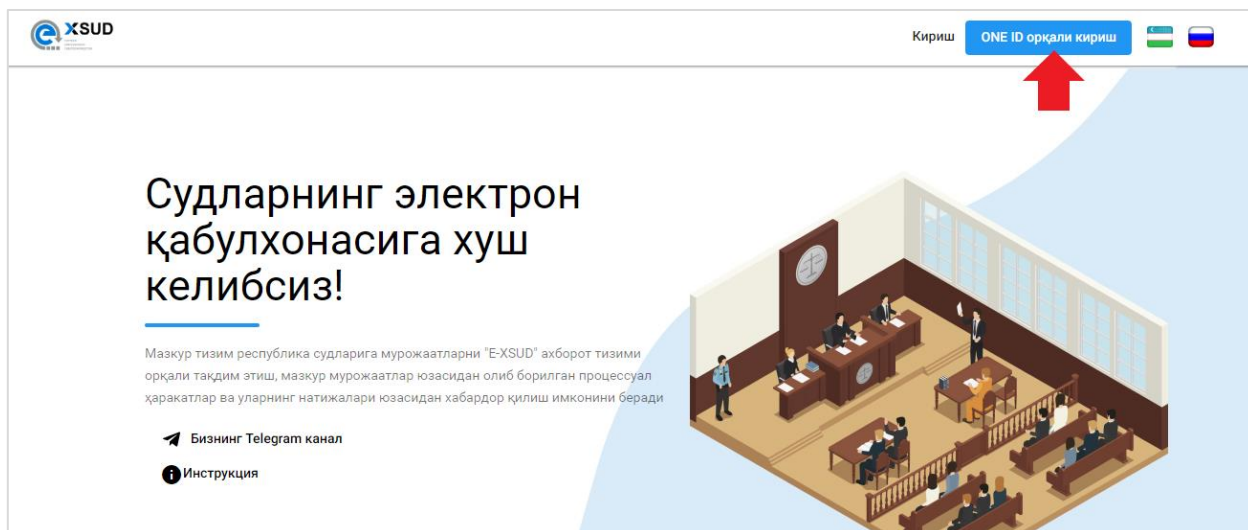 XSUD
Кириш
ONE ID орқали кириш
Судларнинг электрон
қабулхонасига хуш
келибсиз!
Мазкур тизим республика судларига мурожаатларни "E-XSUD" ахборот тизими
орқали тақдим этиш, мазкур мурожаатлар юзасидан олиб борилган процессуал
ҳаракатлар ва уларнинг натижалари юзасидан хабардор қилиш имконини беради
Бизнинг Telegram канал
Инструкция